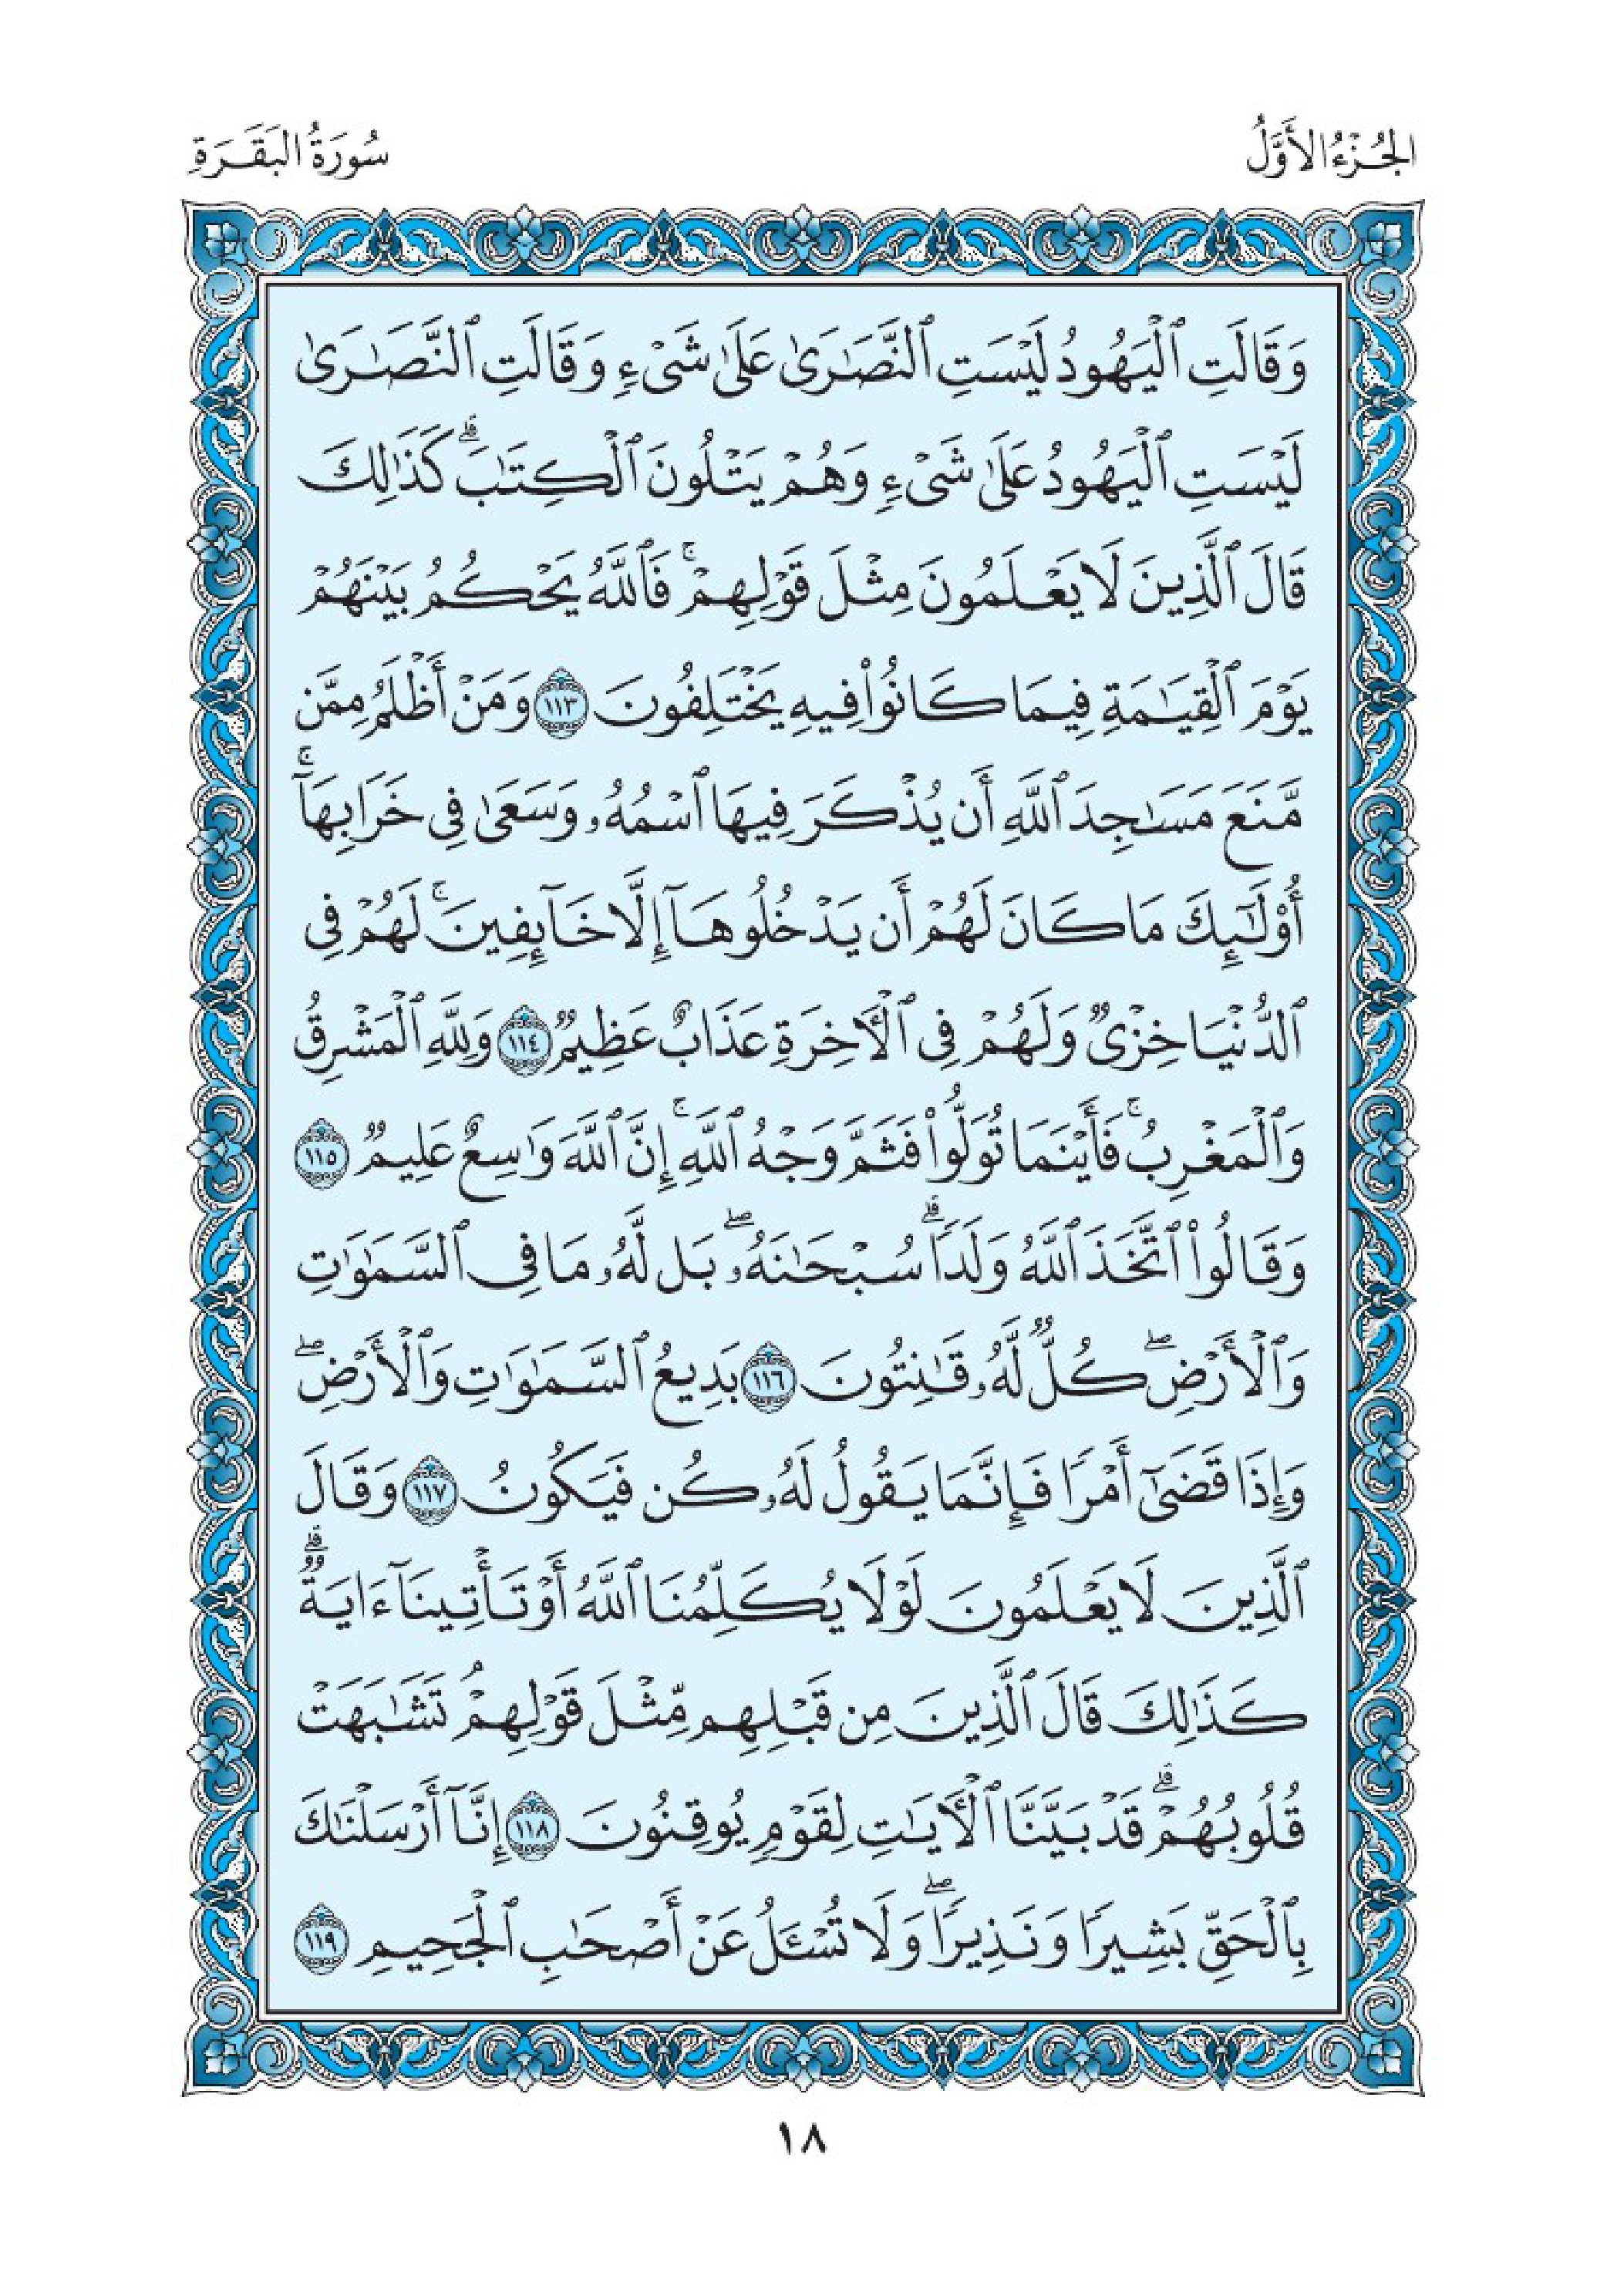 الجُزْءُ الأَوَّلُ
سُورَةُ البَقَرَةِ
وَقَالَتِ ٱلْيَهُودُ لَيْسَتِ ٱلنَّصَٰرَىٰ عَلَىٰ شَىْءٍ وَقَالَتِ ٱلنَّصَٰرَىٰ
لَيْسَتِ ٱلْيَهُودُ عَلَىٰ شَىْءٍ وَهُمْ يَتْلُونَ ٱلْكِتَٰبَ ۗ كَذَٰلِكَ
قَالَ ٱلَّذِينَ لَا يَعْلَمُونَ مِثْلَ قَوْلِهِمْ ۚ فَٱللَّهُ يَحْكُمُ بَيْنَهُمْ
يَوْمَ ٱلْقِيَٰمَةِ فِيمَا كَانُوا۟ فِيهِ يَخْتَلِفُونَ ١١٣ وَمَنْ أَظْلَمُ مِمَّن
مَّنَعَ مَسَٰجِدَ ٱللَّهِ أَن يُذْكَرَ فِيهَا ٱسْمُهُۥ وَسَعَىٰ فِى خَرَابِهَآ ۚ
أُو۟لَٰٓئِكَ مَا كَانَ لَهُمْ أَن يَدْخُلُوهَآ إِلَّا خَآئِفِينَ ۚ لَهُمْ فِى
ٱلدُّنْيَا خِزْىٌ وَلَهُمْ فِى ٱلْءَاخِرَةِ عَذَابٌ عَظِيمٌ ١١٤ وَلِلَّهِ ٱلْمَشْرِقُ
وَٱلْمَغْرِبُ ۚ فَأَيْنَمَا تُوَلُّوا۟ فَثَمَّ وَجْهُ ٱللَّهِ ۚ إِنَّ ٱللَّهَ وَٰسِعٌ عَلِيمٌ ١١٥
وَقَالُوا۟ ٱتَّخَذَ ٱللَّهُ وَلَدًا ۗ سُبْحَٰنَهُۥ ۖ بَل لَّهُۥ مَا فِى ٱلسَّمَٰوَٰتِ
وَٱلْأَرْضِ ۖ كُلٌّ لَّهُۥ قَٰنِتُونَ ١١٦ بَدِيعُ ٱلسَّمَٰوَٰتِ وَٱلْأَرْضِ ۖ
وَإِذَا قَضَىٰٓ أَمْرًا فَإِنَّمَا يَقُولُ لَهُۥ كُن فَيَكُونُ ١١٧ وَقَالَ
ٱلَّذِينَ لَا يَعْلَمُونَ لَوْلَا يُكَلِّمُنَا ٱللَّهُ أَوْ تَأْتِينَآ ءَايَةٌ ۗ
كَذَٰلِكَ قَالَ ٱلَّذِينَ مِن قَبْلِهِم مِّثْلَ قَوْلِهِمْ ۘ تَشَٰبَهَتْ
قُلُوبُهُمْ ۗ قَدْ بَيَّنَّا ٱلْءَايَٰتِ لِقَوْمٍ يُوقِنُونَ ١١٨ إِنَّآ أَرْسَلْنَٰكَ
بِٱلْحَقِّ بَشِيرًا وَنَذِيرًا ۖ وَلَا تُسْـَٔلُ عَنْ أَصْحَٰبِ ٱلْجَحِيمِ ١١٩
١٨